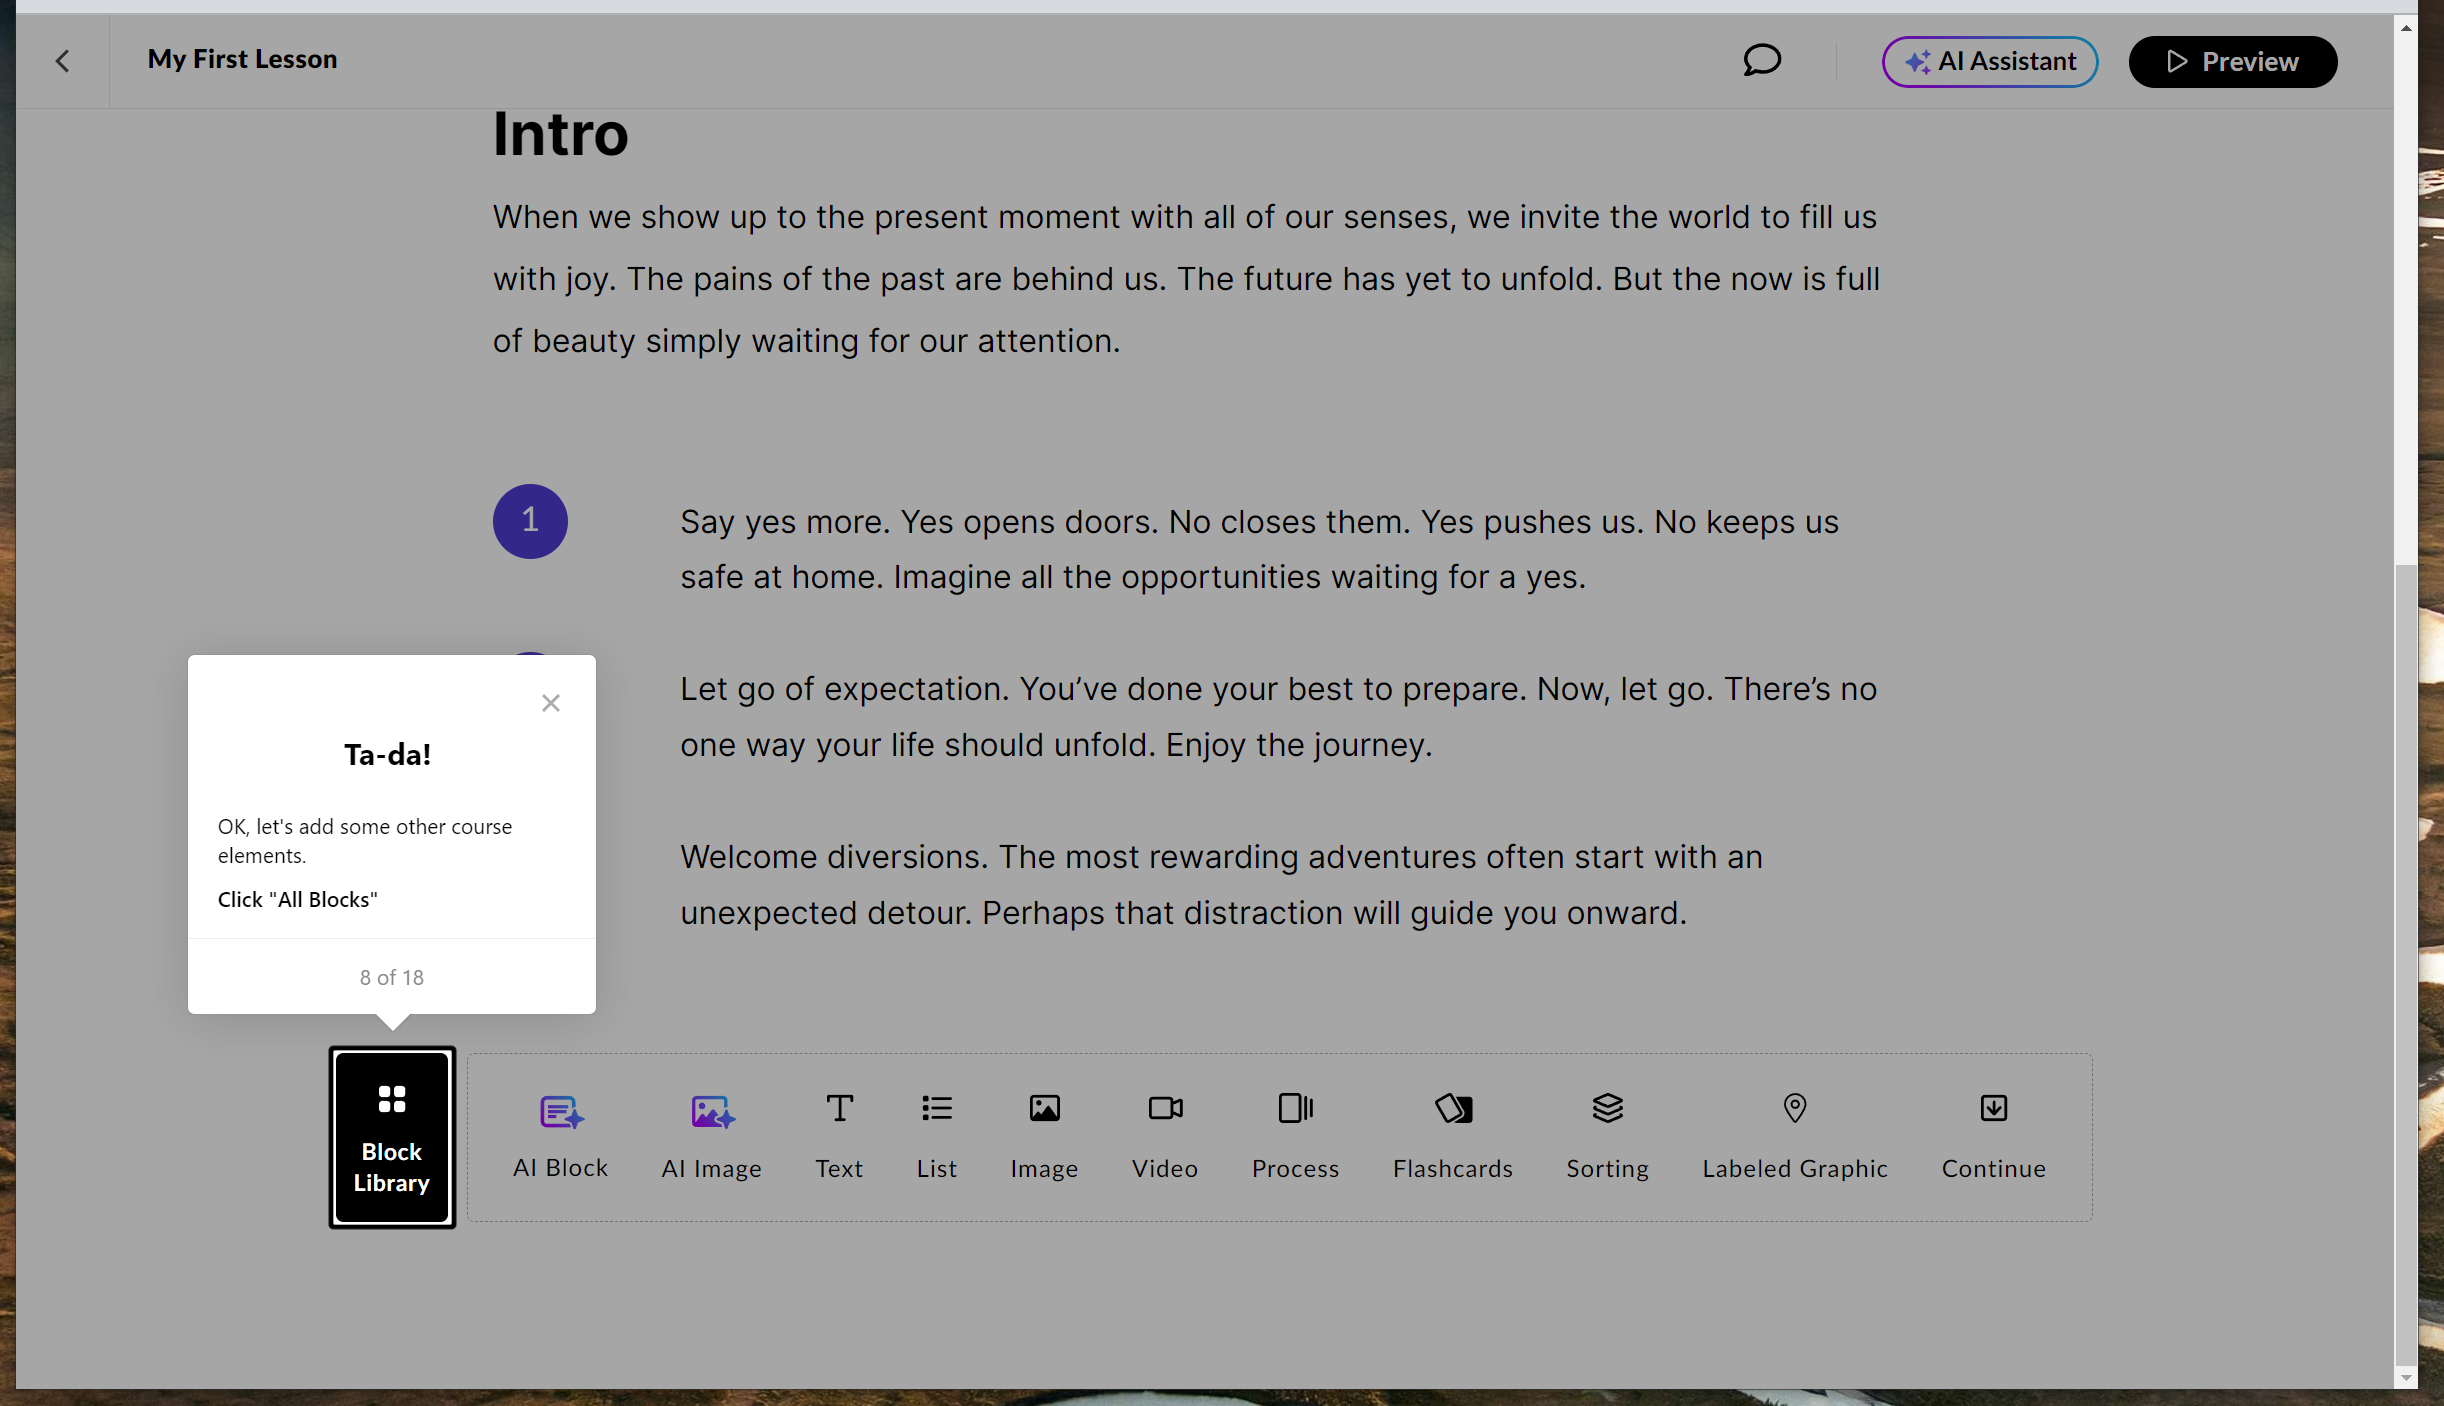 My First Lesson
AI Assistant
Preview
Intro
When we show up to the present moment with all of our senses, we invite the world to fill us
with joy. The pains of the past are behind us. The future has yet to unfold. But the now is full
of beauty simply waiting for our attention.
1
Say yes more. Yes opens doors. No closes them. Yes pushes us. No keeps us
safe at home. Imagine all the opportunities waiting for a yes.
Let go of expectation. You’ve done your best to prepare. Now, let go. There’s no
one way your life should unfold. Enjoy the journey.
Welcome diversions. The most rewarding adventures often start with an
unexpected detour. Perhaps that distraction will guide you onward.
Ta-da!
OK, let's add some other course
elements.
Click "All Blocks"
8 of 18
Block
Library
AI Block
AI Image
Text
List
Image
Video
Process
Flashcards
Sorting
Labeled Graphic
Continue